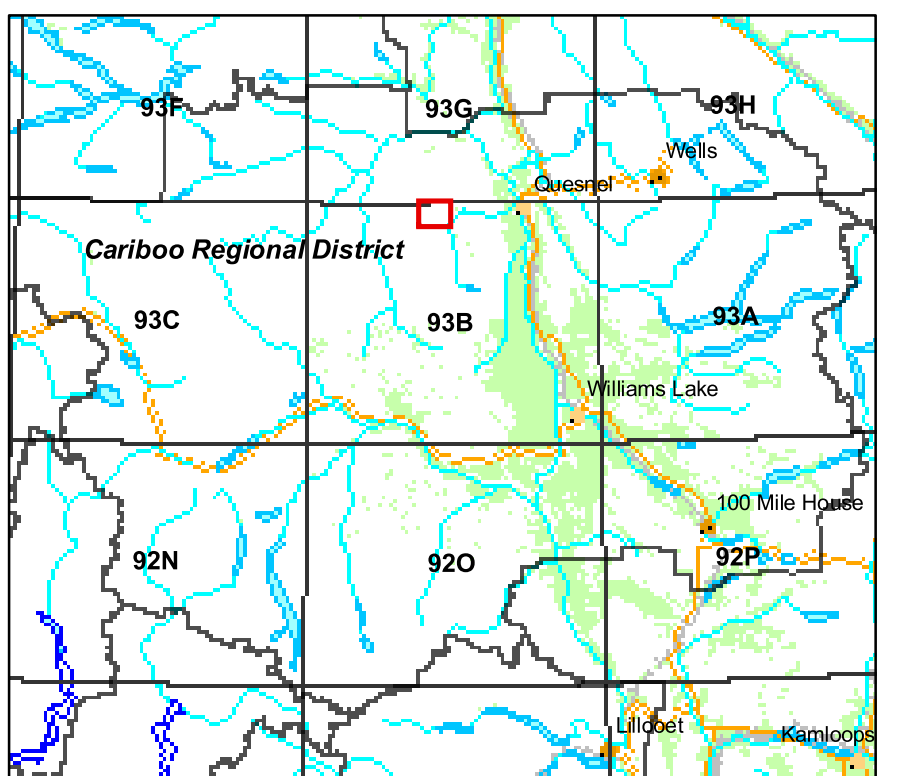 93F
93G
93H
Wells
Quesnel
Cariboo Regional District
93C
93B
93A
Williams Lake
100 Mile House
92N
92O
92P
Lillooet
Kamloops